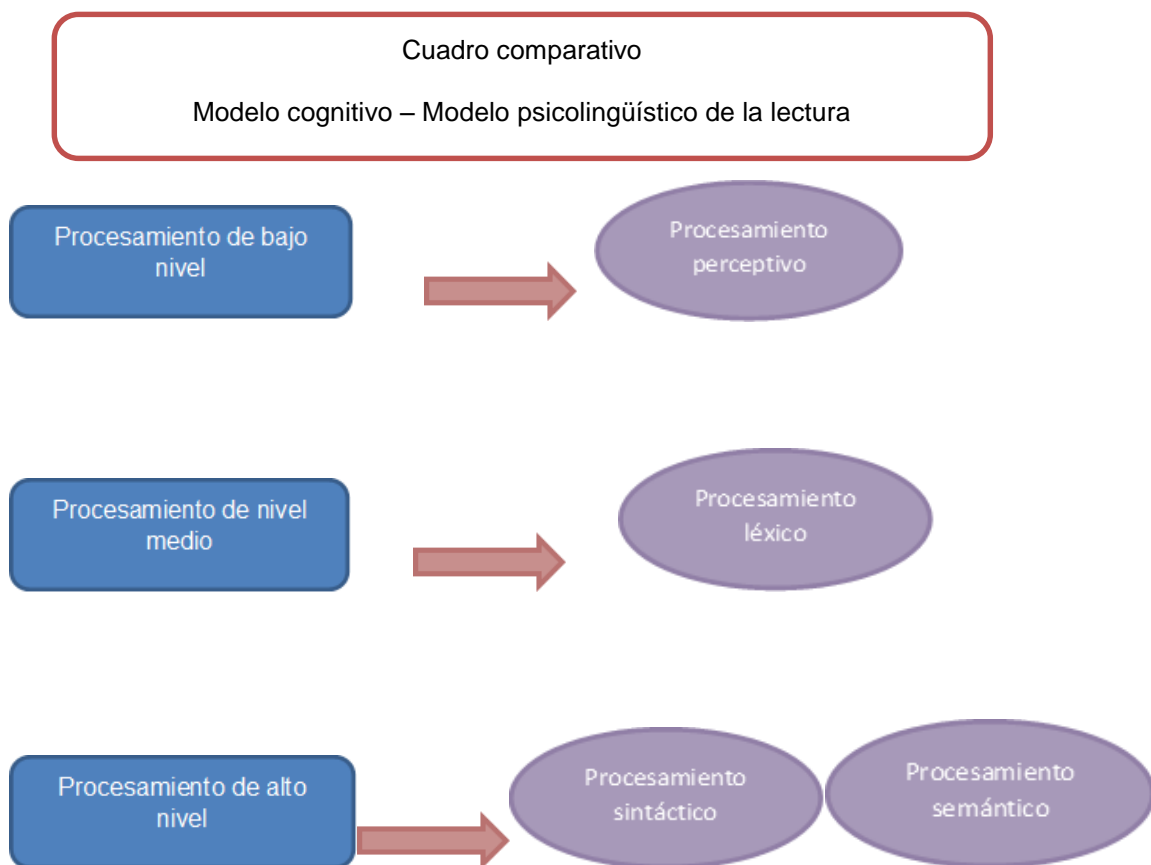 Cuadro comparativo
Modelo cognitivo – Modelo psicolingüístico de la lectura
Procesamiento de bajo
nivel
Procesamiento
perceptivo
Procesamiento de nivel
medio
Procesamiento
léxico
Procesamiento de alto
nivel
Procesamiento
sintáctico
Procesamiento
semántico